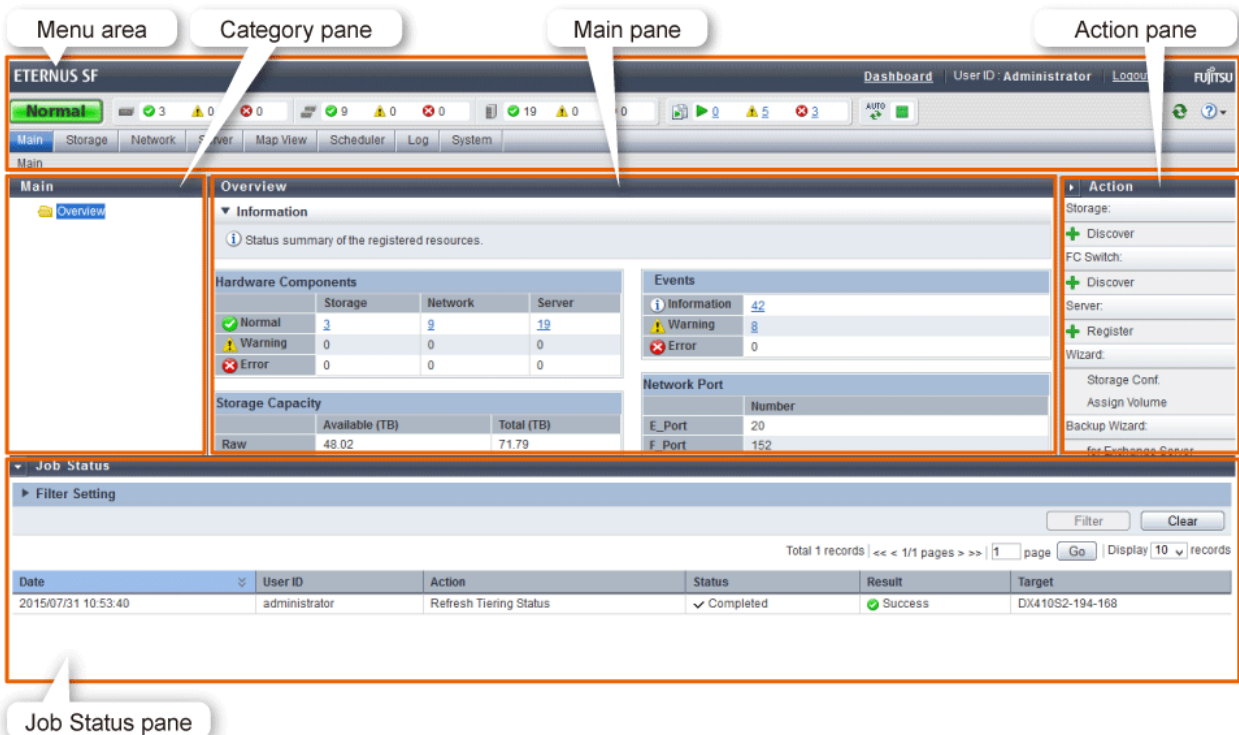 Menu area
Category pane
Main pane
Action pane
ETERNUS SF
Dashboard
User ID : Administrator
Logou
FUJITSU
Normal
3 0 0
9 0 0
19 0 0
0 5 3
AUTO
Main Storage Network Server Map View Scheduler Log System
Main
Main
Overview
Overview
Information
Status summary of the registered resources.
Hardware Components
Storage Network Server
Normal 3 9 19
Warning 0 0 0
Error 0 0 0
Storage Capacity
Available (TB) Total (TB)
Raw 48.02 71.79
Events
Information 42
Warning 8
Error 0
Network Port
Number
E_Port 20
F_Port 152
Action
Storage:
Discover
FC Switch:
Discover
Server:
Register
Wizard:
Storage Conf.
Assign Volume
Backup Wizard:
for Exchange Server
Job Status
Filter Setting
Filter Clear
Total 1 records | << < 1/1 pages > >> | 1 page Go | Display 10 records
Date User ID Action Status Result Target
2015/07/31 10:53:40 administrator Refresh Tiering Status Completed Success DX410S2-194-168
Job Status pane